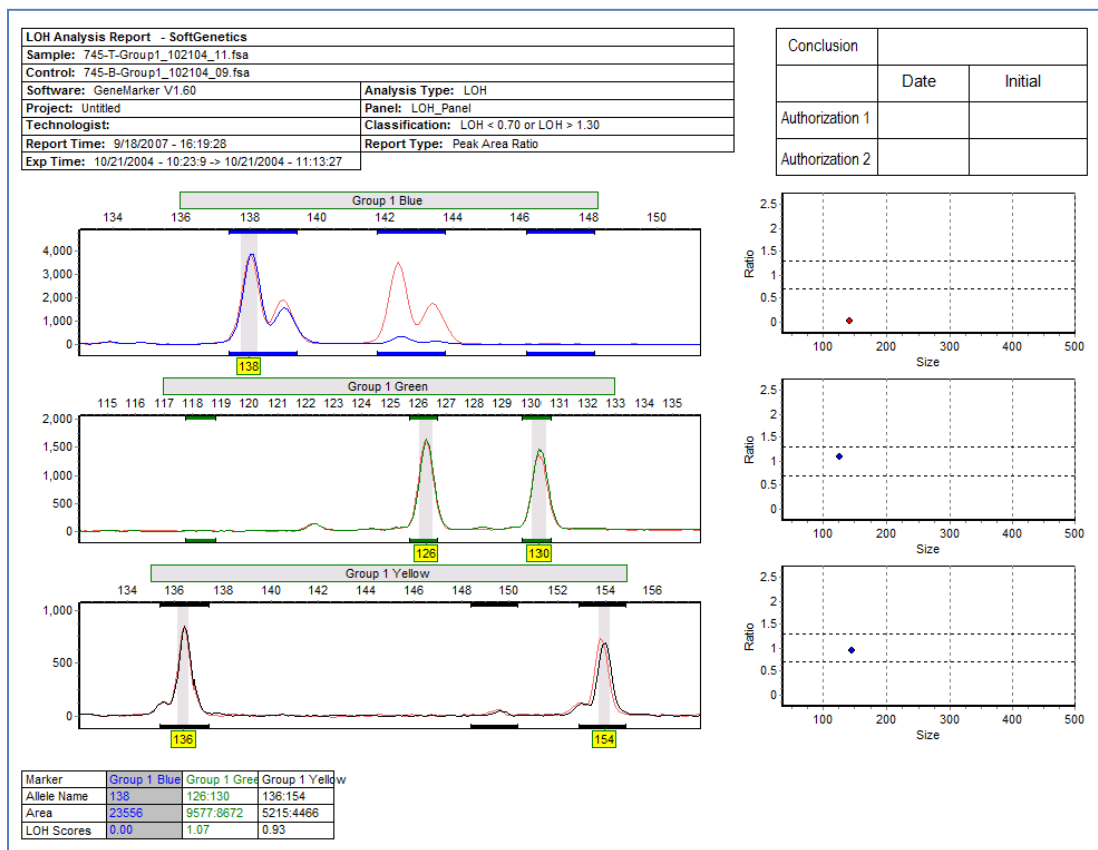 LOH Analysis Report - SoftGenetics
Sample: 745-T-Group1_102104_11.fsa
Control: 745-B-Group1_102104_09.fsa
Software: GeneMarker V1.60 Analysis Type: LOH
Project: Untitled Panel: LOH_Panel
Technologist: Classification: LOH < 0.70 or LOH > 1.30
Report Time: 9/18/2007 - 16:19:28 Report Type: Peak Area Ratio
Exp Time: 10/21/2004 - 10:23:9 -> 10/21/2004 - 11:13:27
Conclusion
Date Initial
Authorization 1
Authorization 2
Group 1 Blue
134 136 138 140 142 144 146 148 150
4,000
3,000
2,000
1,000
0
138
2.5
2
1.5
1
0.5
0
Ratio
100 200 300 400 500
Size
Group 1 Green
115 116 117 118 119 120 121 122 123 124 125 126 127 128 129 130 131 132 133 134 135
2,000
1,500
1,000
500
0
126 130
2.5
2
1.5
1
0.5
0
Ratio
100 200 300 400 500
Size
Group 1 Yellow
134 136 138 140 142 144 146 148 150 152 154 156
1,000
500
0
136 154
2.5
2
1.5
1
0.5
0
Ratio
100 200 300 400 500
Size
Marker Group 1 Blue Group 1 Gree Group 1 Yellow
Allele Name 138 126:130 136:154
Area 23556 9577:8672 5215:4466
LOH Scores 0.00 1.07 0.93